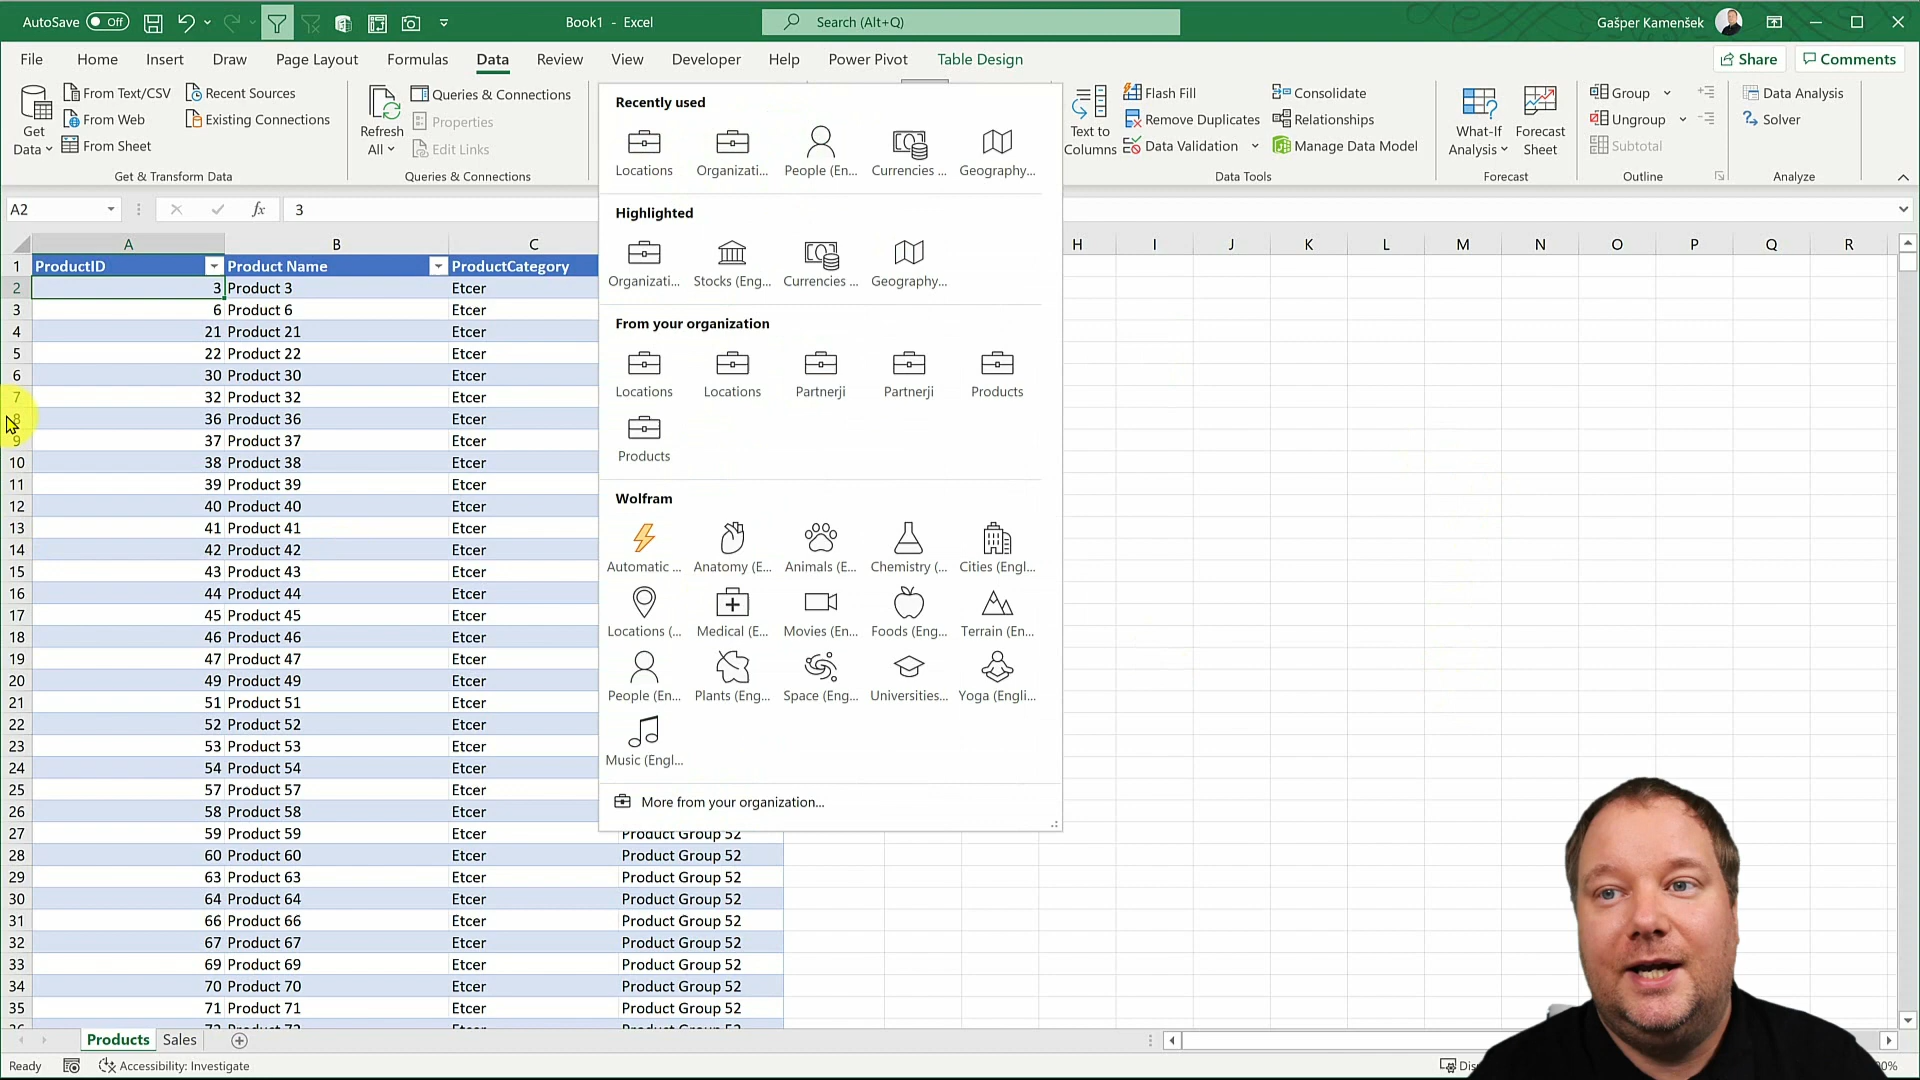 AutoSave Off
Book1 - Excel
Search (Alt+Q)
Gašper Kamenšek
File Home Insert Draw Page Layout Formulas Data Review View Developer Help Power Pivot Table Design
Share Comments
Get Data
From Text/CSV
From Web
From Sheet
Recent Sources
Existing Connections
Get & Transform Data
Refresh All
Queries & Connections
Properties
Edit Links
Queries & Connections
Text to Columns
Flash Fill
Remove Duplicates
Data Validation
Consolidate
Relationships
Manage Data Model
Data Tools
What-If Analysis
Forecast Sheet
Forecast
Group
Ungroup
Subtotal
Outline
Data Analysis
Solver
Analyze
A2
fx
3
Recently used
Locations Organizati... People (En... Currencies ... Geography...
Highlighted
Organizati... Stocks (Eng... Currencies ... Geography...
From your organization
Locations Locations Partnerji Partnerji Products
Products
Wolfram
Automatic ... Anatomy (E... Animals (E... Chemistry (... Cities (Engl...
Locations (... Medical (E... Movies (En... Foods (Eng... Terrain (En...
People (En... Plants (Eng... Space (Eng... Universities... Yoga (Engli...
Music (Engl...
More from your organization...
A B C H I J K L M N O P Q R
1 ProductID Product Name ProductCategory
2 3 Product 3 Etcer
3 6 Product 6 Etcer
4 21 Product 21 Etcer
5 22 Product 22 Etcer
6 30 Product 30 Etcer
7 32 Product 32 Etcer
8 36 Product 36 Etcer
9 37 Product 37 Etcer
10 38 Product 38 Etcer
11 39 Product 39 Etcer
12 40 Product 40 Etcer
13 41 Product 41 Etcer
14 42 Product 42 Etcer
15 43 Product 43 Etcer
16 44 Product 44 Etcer
17 45 Product 45 Etcer
18 46 Product 46 Etcer
19 47 Product 47 Etcer
20 49 Product 49 Etcer
21 51 Product 51 Etcer
22 52 Product 52 Etcer
23 53 Product 53 Etcer
24 54 Product 54 Etcer
25 57 Product 57 Etcer
26 58 Product 58 Etcer
27 59 Product 59 Etcer Product Group 52
28 60 Product 60 Etcer Product Group 52
29 63 Product 63 Etcer Product Group 52
30 64 Product 64 Etcer Product Group 52
31 66 Product 66 Etcer Product Group 52
32 67 Product 67 Etcer Product Group 52
33 69 Product 69 Etcer Product Group 52
34 70 Product 70 Etcer Product Group 52
35 71 Product 71 Etcer Product Group 52
Products Sales
Ready Accessibility: Investigate